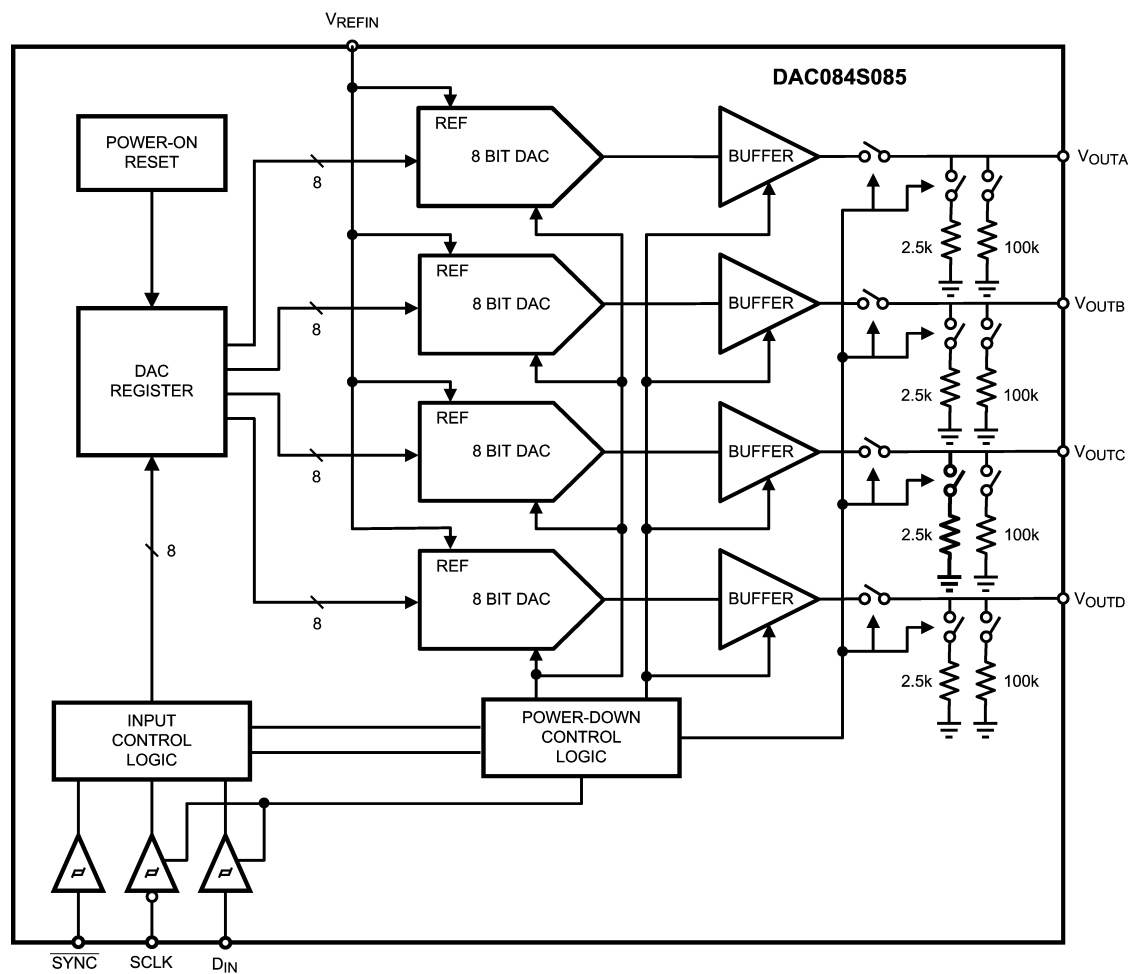 VREFIN
DAC084S085
POWER-ON
RESET
REF
8 BIT DAC
BUFFER
VOUTA
8
2.5k
100k
REF
8 BIT DAC
BUFFER
VOUTB
8
DAC
REGISTER
2.5k
100k
REF
8 BIT DAC
BUFFER
VOUTC
8
2.5k
100k
8
REF
8 BIT DAC
BUFFER
VOUTD
8
2.5k
100k
INPUT
CONTROL
LOGIC
POWER-DOWN
CONTROL
LOGIC
SYNC
SCLK
DIN